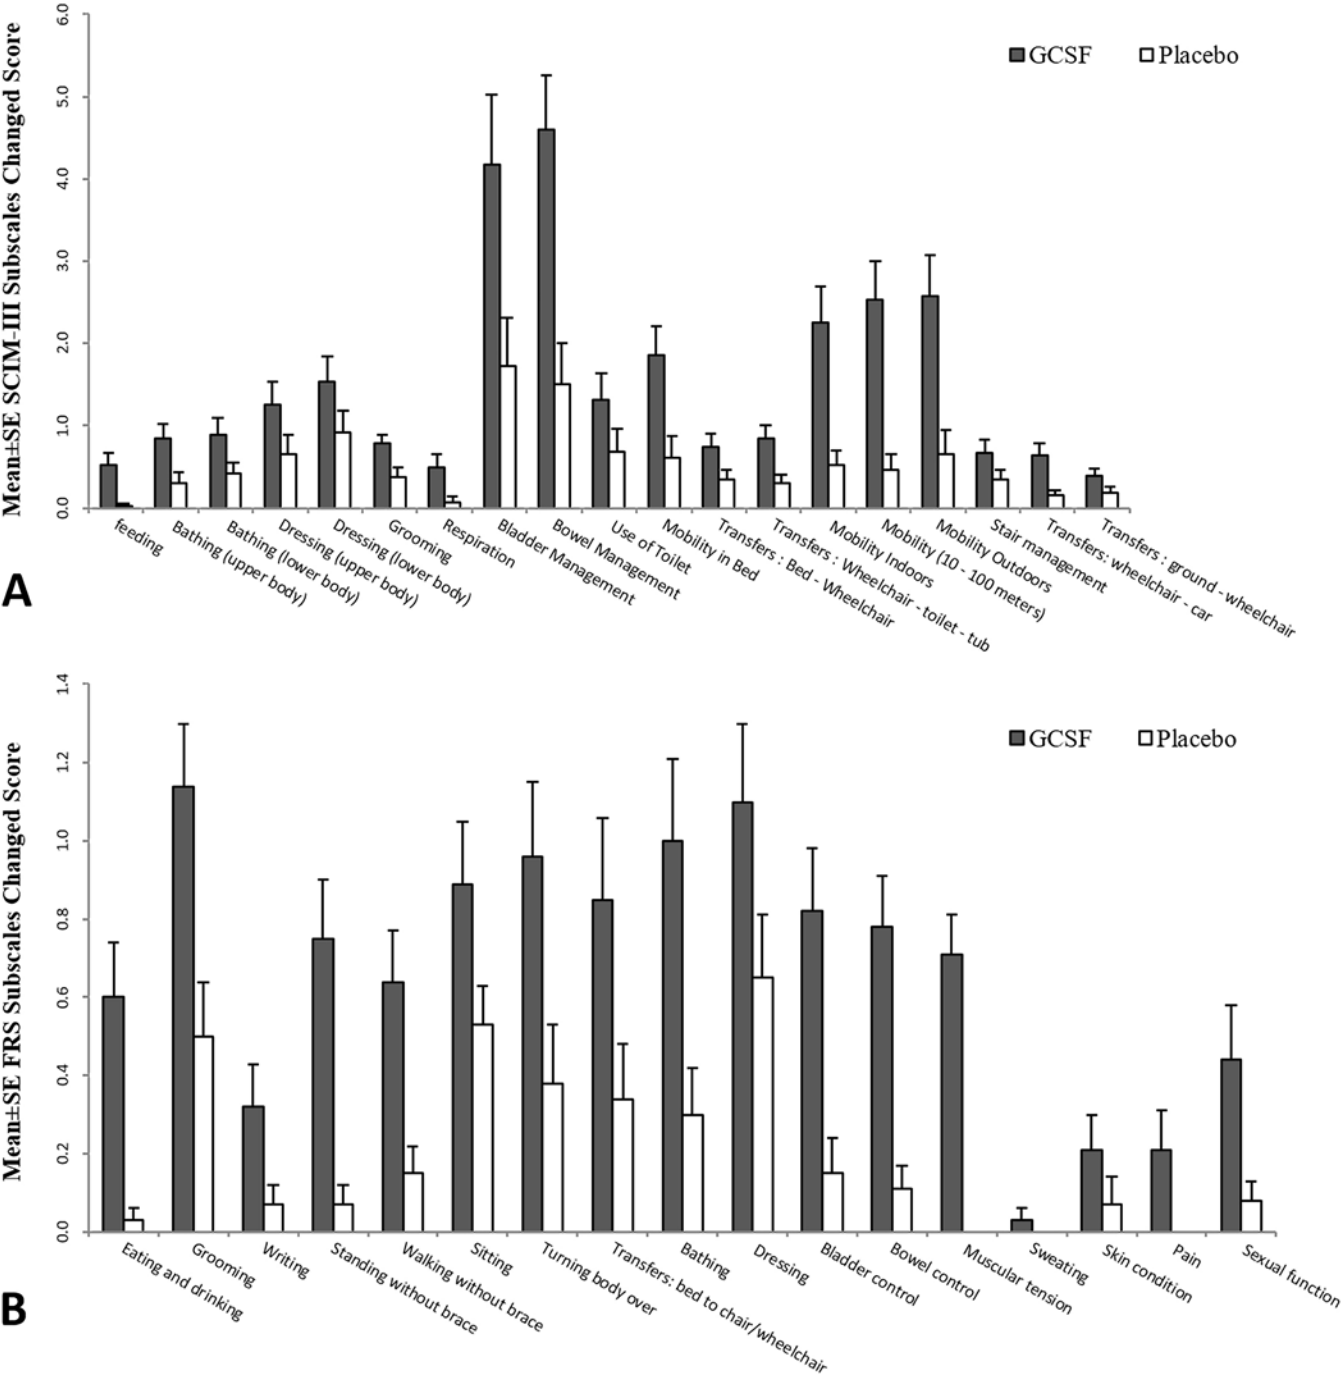 Mean±SE SCIM-III Subscales Changed Score
6.0
5.0
4.0
3.0
2.0
1.0
0.0
GCSF
Placebo
feeding
Bathing (upper body)
Bathing (lower body)
Dressing (upper body)
Dressing (lower body)
Grooming
Respiration
Bladder Management
Bowel Management
Use of Toilet
Mobility in Bed
Transfers : Bed - Wheelchair
Transfers : Wheelchair - toilet - tub
Mobility Indoors
Mobility (10 - 100 meters)
Mobility Outdoors
Stair management
Transfers: wheelchair - car
Transfers : ground - wheelchair
A
Mean±SE FRS Subscales Changed Score
1.4
1.2
1.0
0.8
0.6
0.4
0.2
0.0
GCSF
Placebo
Eating and drinking
Grooming
Writing
Standing without brace
Walking without brace
Sitting
Turning body over
Transfers: bed to chair/wheelchair
Bathing
Dressing
Bladder control
Bowel control
Muscular tension
Sweating
Skin condition
Pain
Sexual function
B